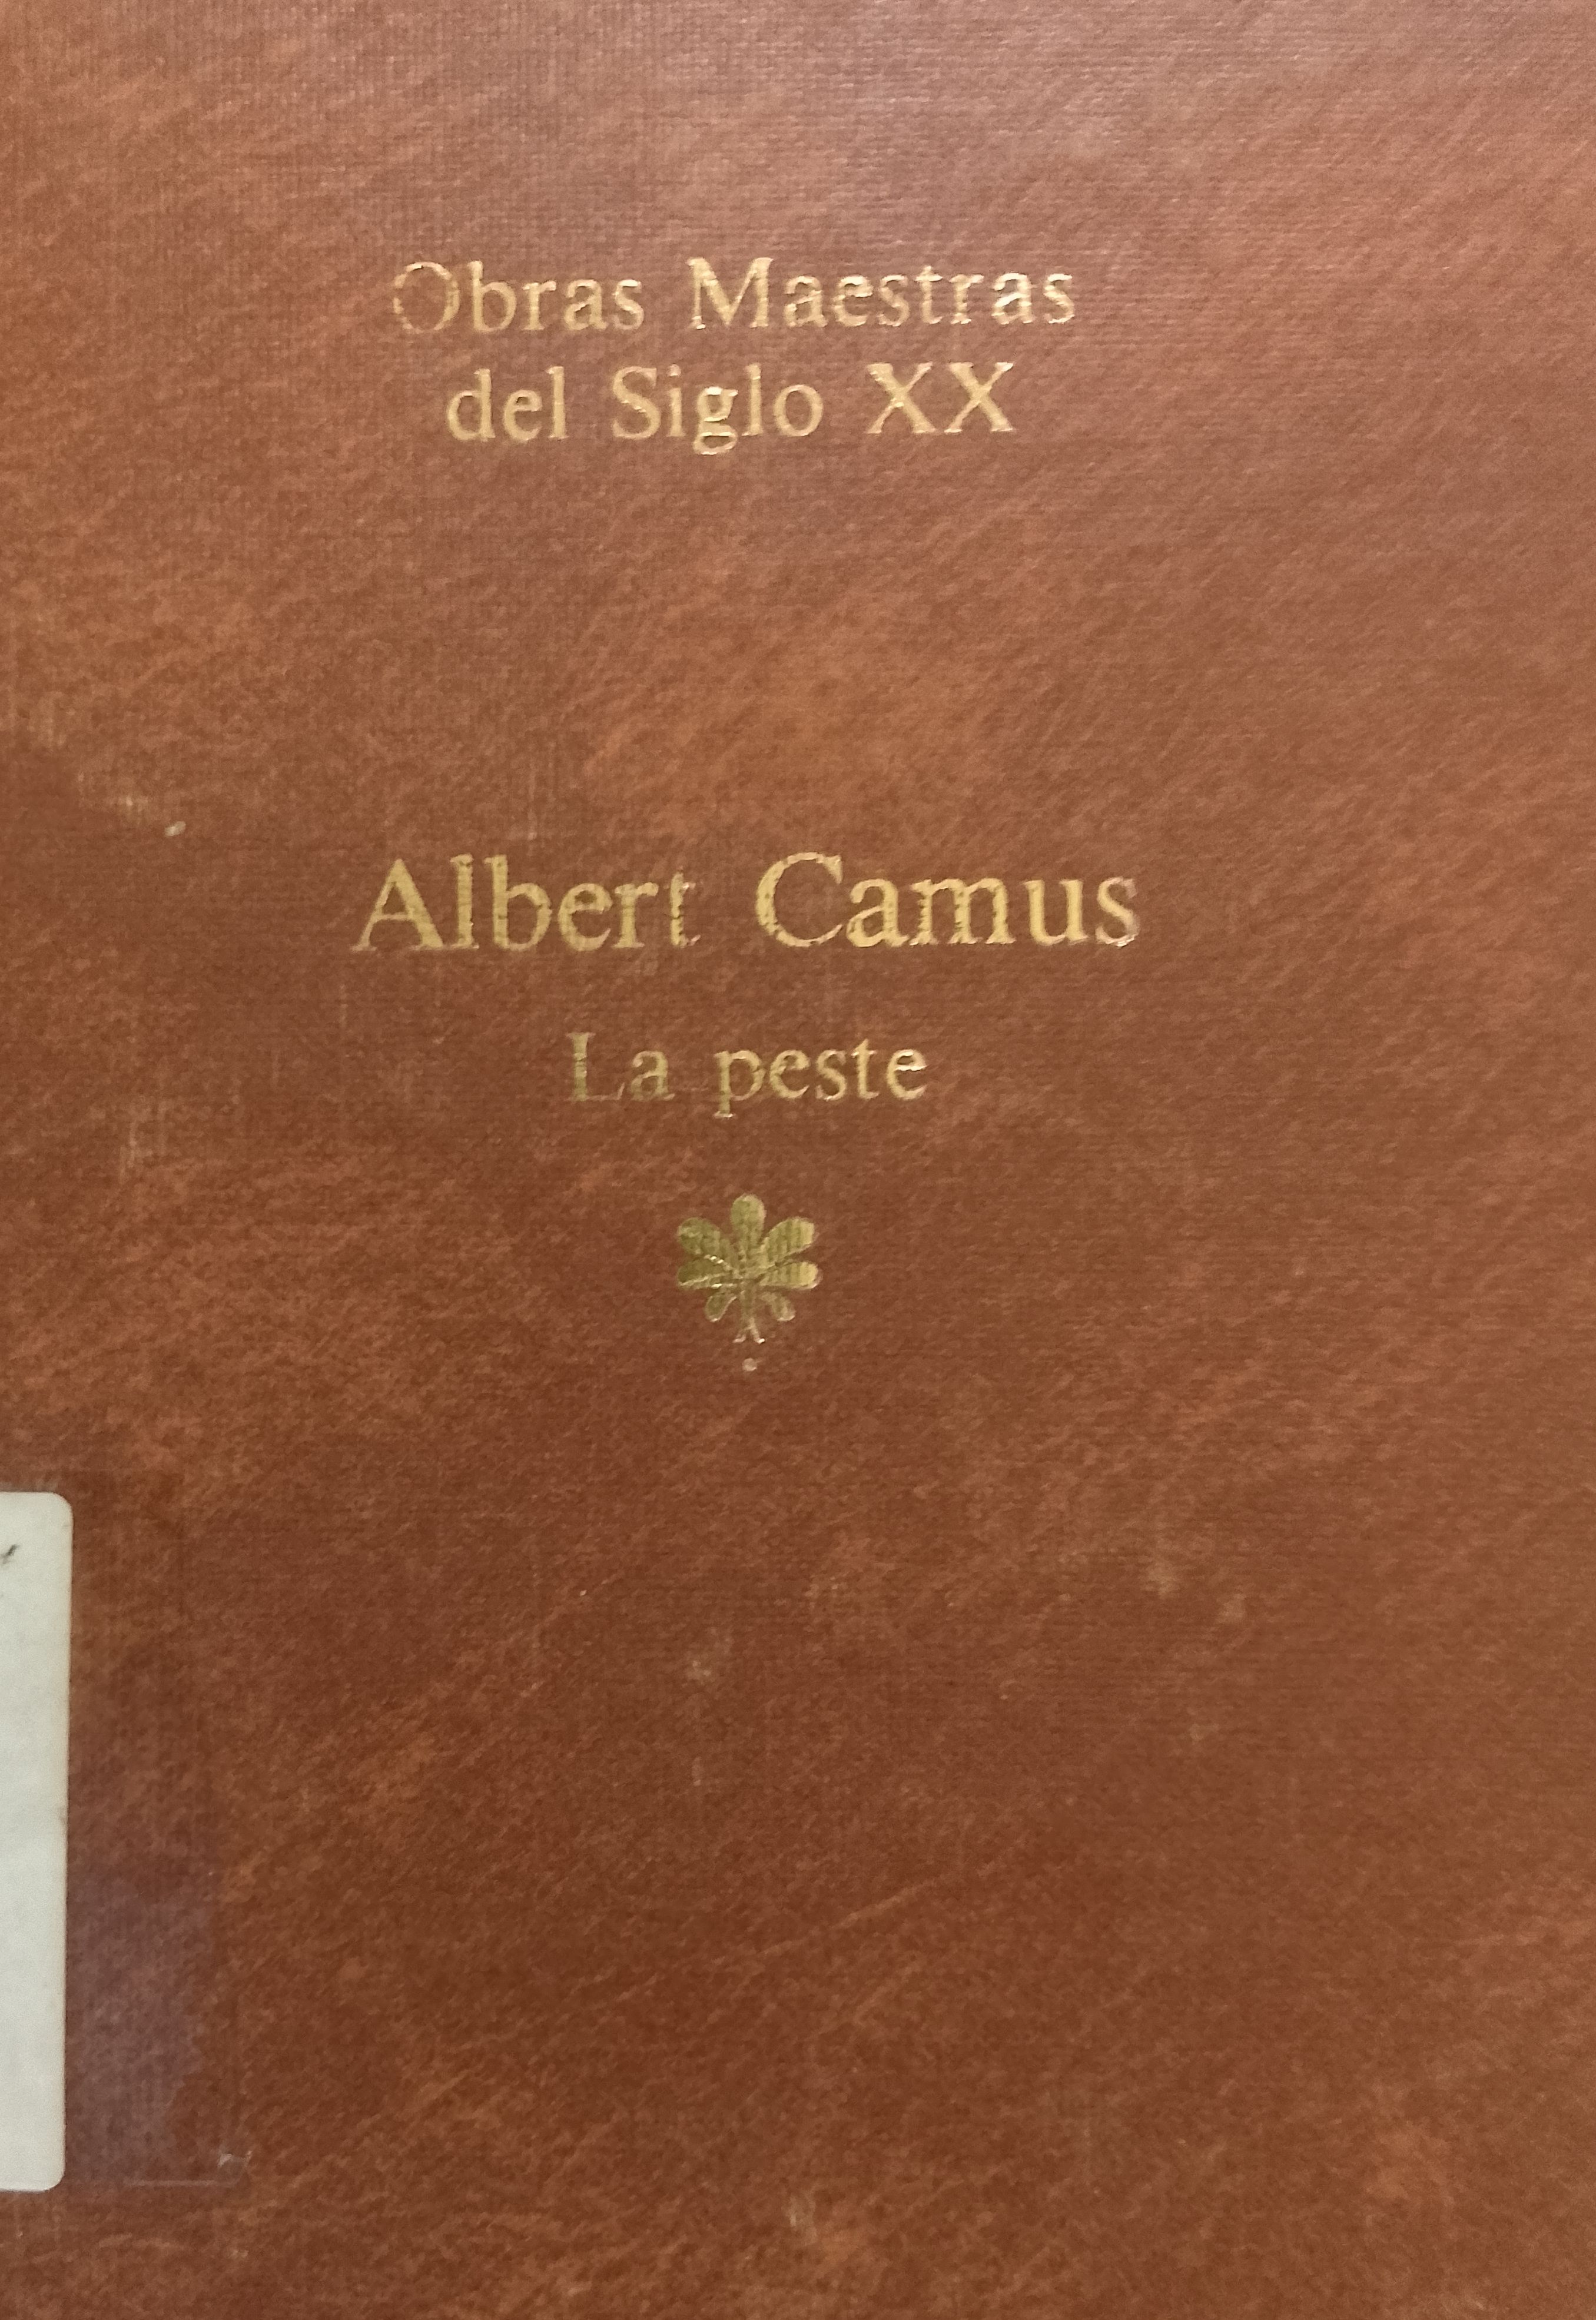 Obras Maestras
del Siglo XX
Albert Camus
La peste